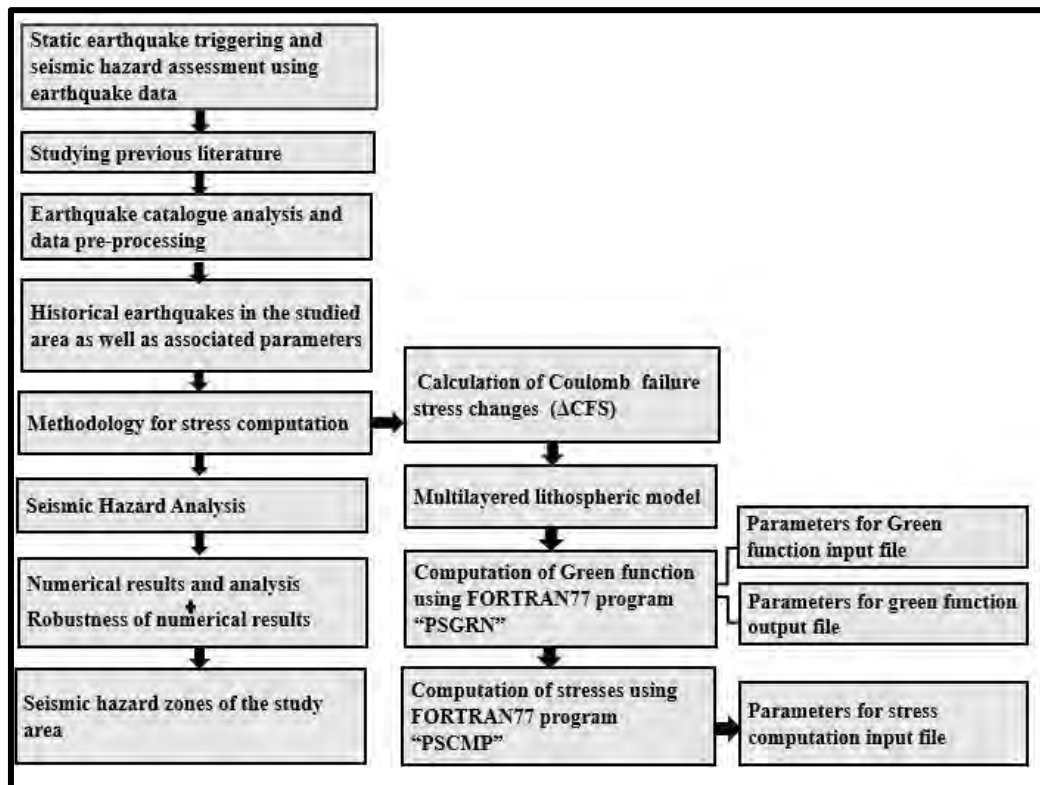 Static earthquake triggering and
seismic hazard assessment using
earthquake data
Studying previous literature
Earthquake catalogue analysis and
data pre-processing
Historical earthquakes in the studied
area as well as associated parameters
Methodology for stress computation
Seismic Hazard Analysis
Numerical results and analysis
+
Robustness of numerical results
Seismic hazard zones of the study
area
Calculation of Coulomb failure
stress changes (ΔCFS)
Multilayered lithospheric model
Computation of Green function
using FORTRAN77 program
“PSGRN”
Computation of stresses using
FORTRAN77 program
“PSCMP”
Parameters for Green
function input file
Parameters for green function
output file
Parameters for stress
computation input file